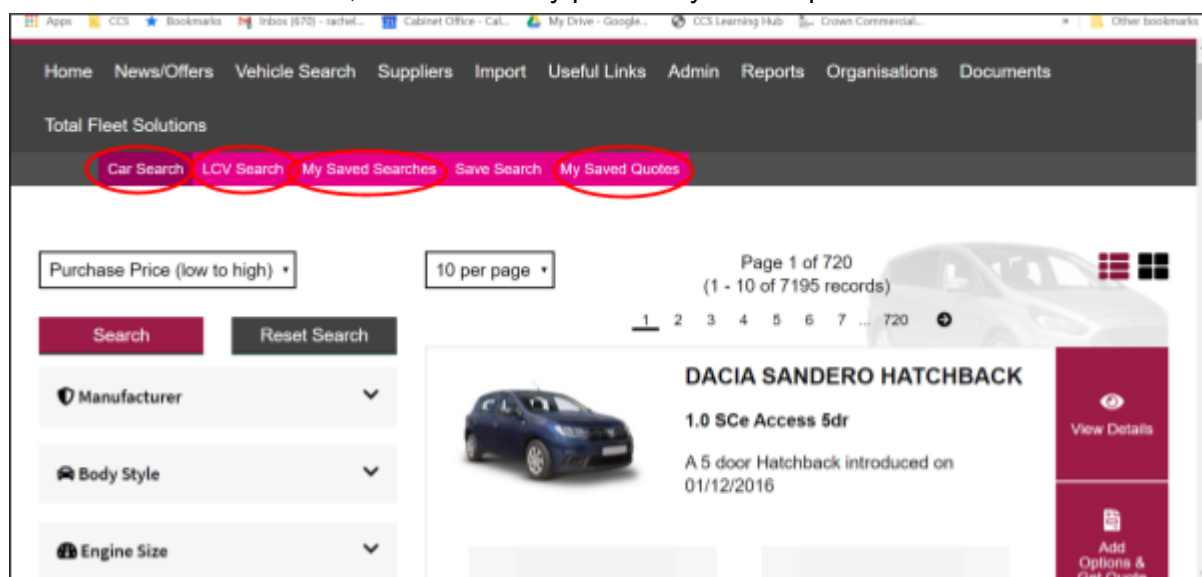 Apps CCS Bookmarks Inbox (670) - rachel... Cabinet Office - Cal... My Drive - Google... CCS Learning Hub Crown Commercial... » Other bookmarks
Home News/Offers Vehicle Search Suppliers Import Useful Links Admin Reports Organisations Documents
Total Fleet Solutions
Car Search LCV Search My Saved Searches Save Search My Saved Quotes
Purchase Price (low to high) 10 per page Page 1 of 720
(1 - 10 of 7195 records)
1 2 3 4 5 6 7 ... 720
Search Reset Search
DACIA SANDERO HATCHBACK
Manufacturer
1.0 SCe Access 5dr
View Details
A 5 door Hatchback introduced on
01/12/2016
Body Style
Engine Size
Add
Options &
Get Quote